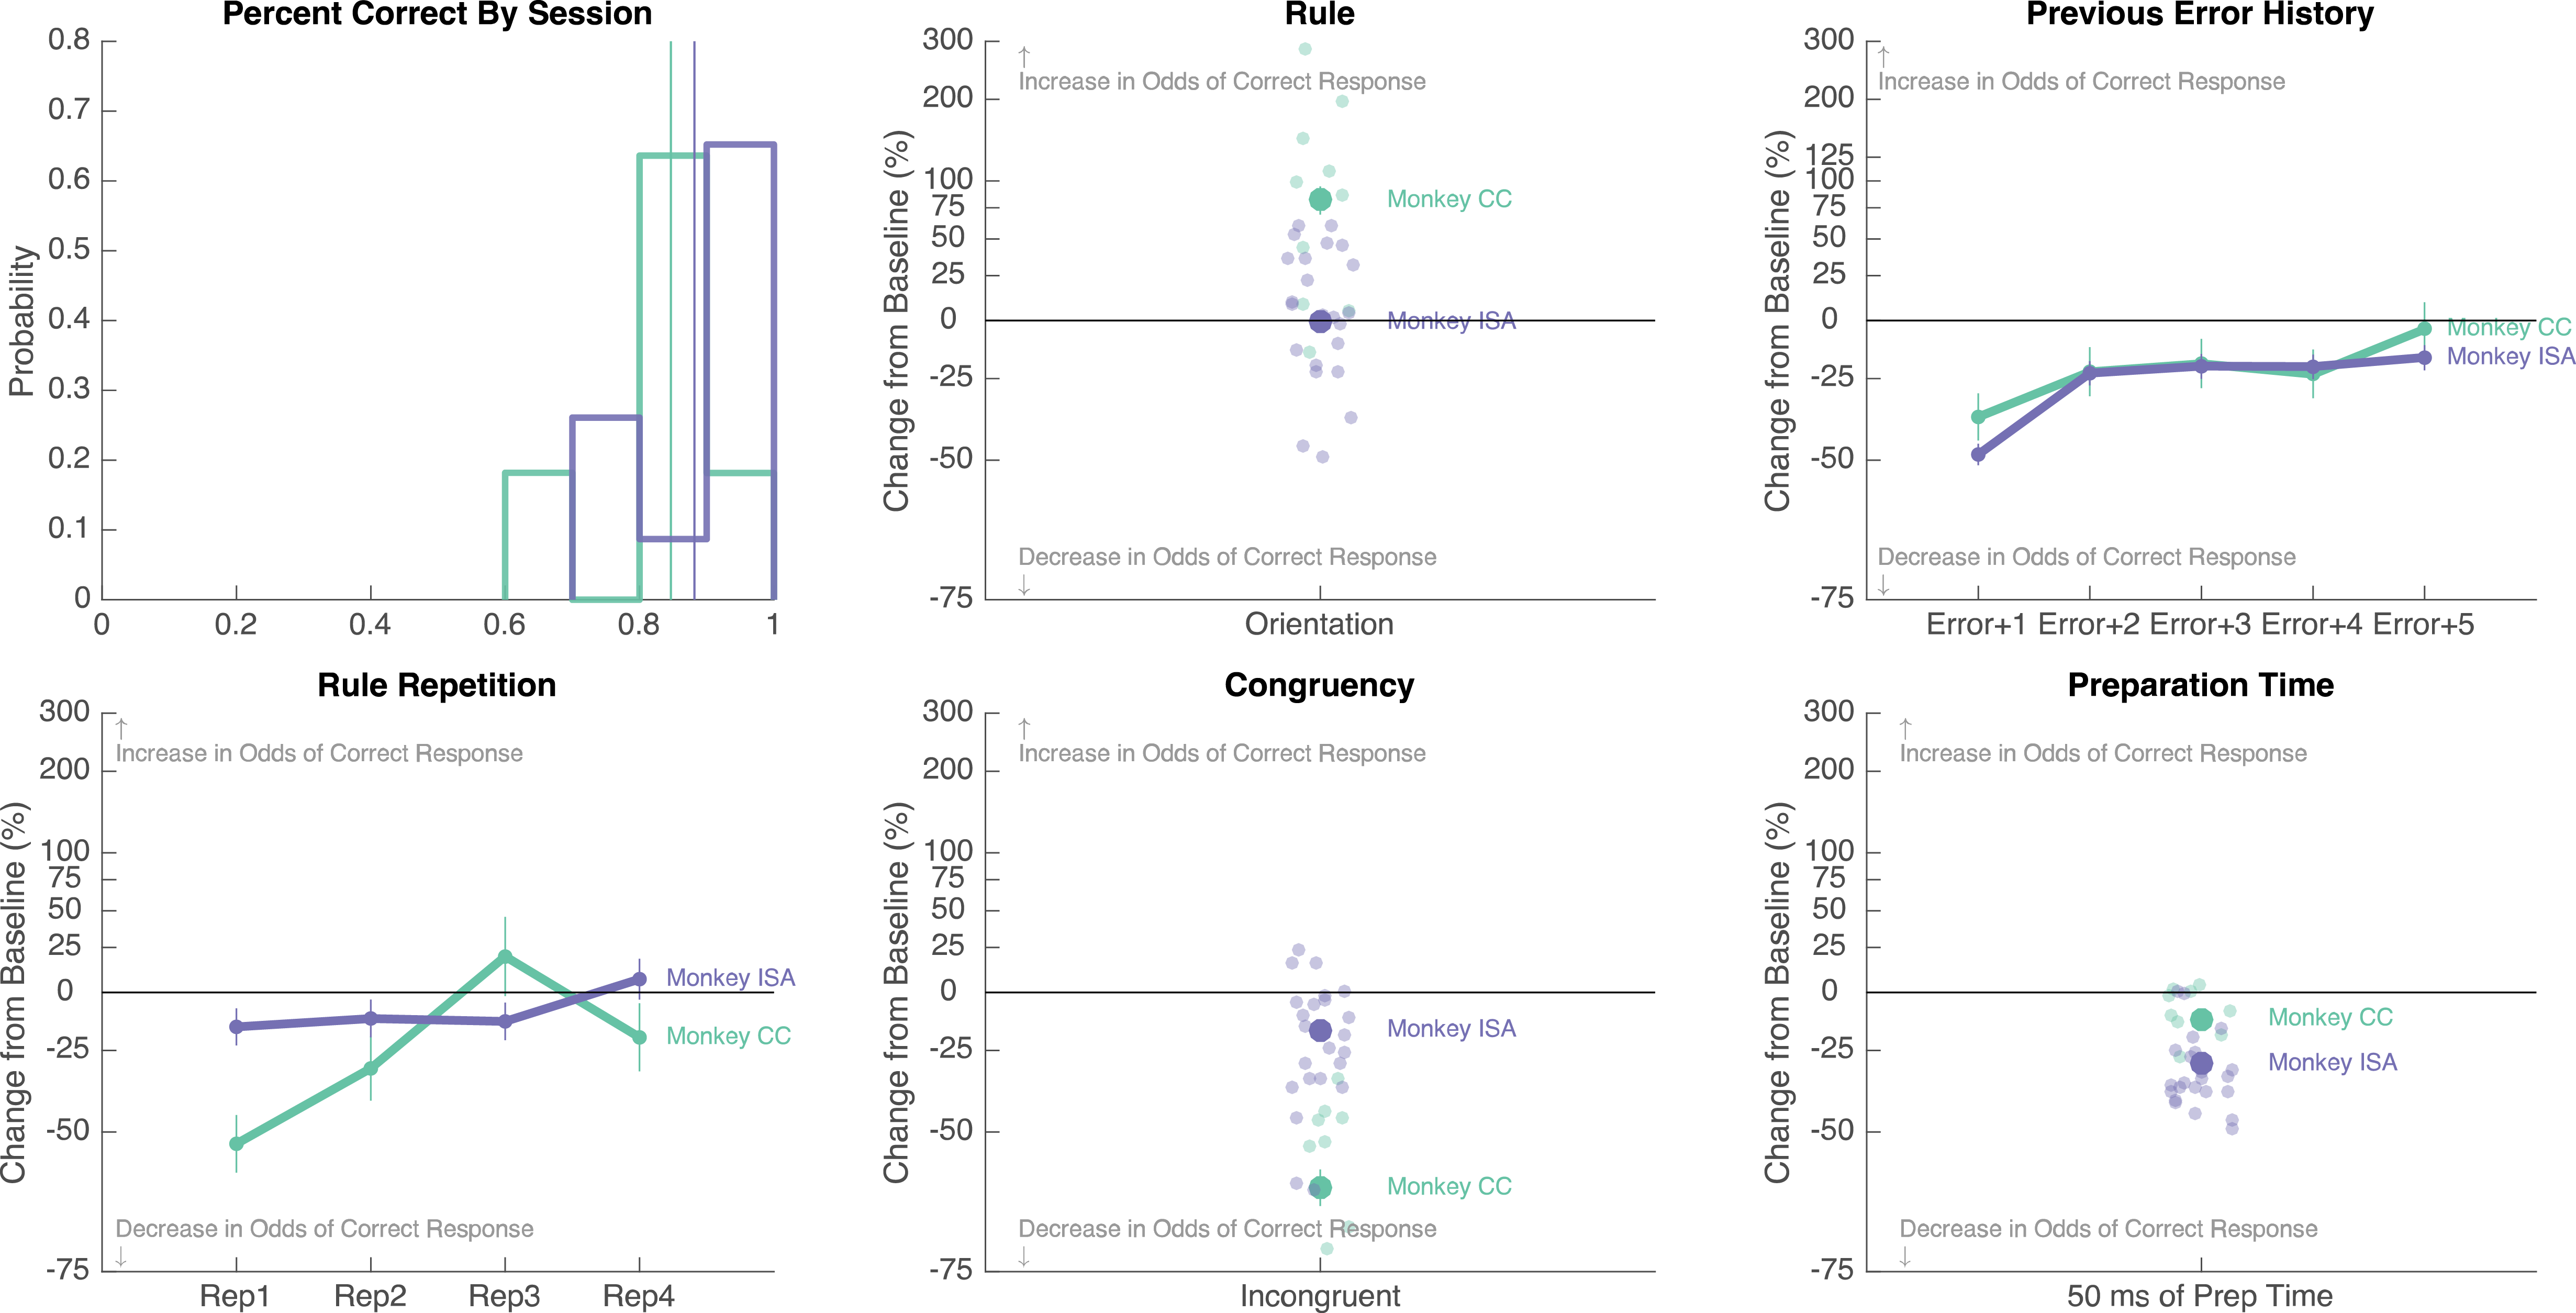 Percent Correct By Session
0.8
0.7
0.6
0.5
0.4
0.3
0.2
0.1
0
Probability
0 0.2 0.4 0.6 0.8 1
Rule
300
200
100
75
50
25
0
-25
-50
-75
Change from Baseline (%)
↑
Increase in Odds of Correct Response
Monkey CC
Monkey ISA
Decrease in Odds of Correct Response
↓
Orientation
Previous Error History
300
200
125
100
75
50
25
0
-25
-50
-75
Change from Baseline (%)
↑
Increase in Odds of Correct Response
Monkey CC
Monkey ISA
Decrease in Odds of Correct Response
↓
Error+1 Error+2 Error+3 Error+4 Error+5
Rule Repetition
300
200
100
75
50
25
0
-25
-50
-75
Change from Baseline (%)
↑
Increase in Odds of Correct Response
Monkey ISA
Monkey CC
Decrease in Odds of Correct Response
↓
Rep1 Rep2 Rep3 Rep4
Congruency
300
200
100
75
50
25
0
-25
-50
-75
Change from Baseline (%)
↑
Increase in Odds of Correct Response
Monkey ISA
Monkey CC
Decrease in Odds of Correct Response
↓
Incongruent
Preparation Time
300
200
100
75
50
25
0
-25
-50
-75
Change from Baseline (%)
↑
Increase in Odds of Correct Response
Monkey CC
Monkey ISA
Decrease in Odds of Correct Response
↓
50 ms of Prep Time